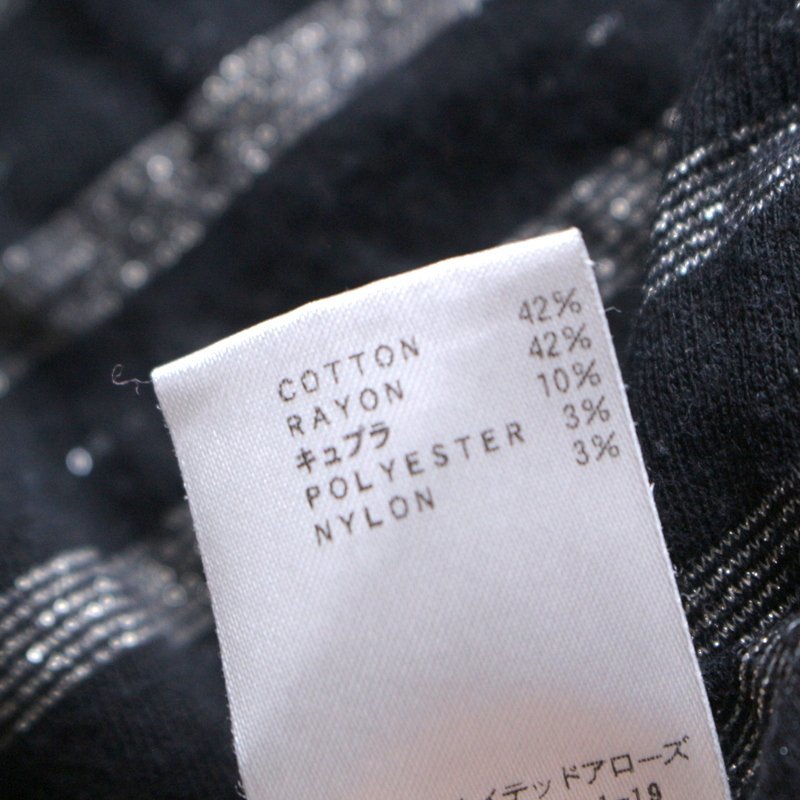 COTTON 42%
RAYON 42%
キュプラ 10%
POLYESTER 3%
NYLON 3%
イテッドアローズ
-19